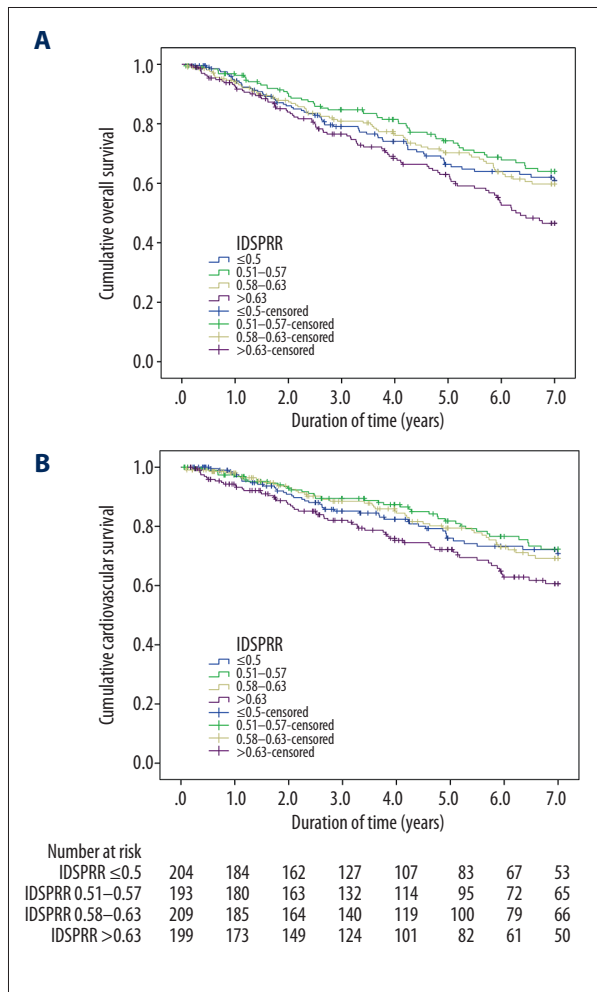 A
Cumulative overall survival
1.0
0.8
0.6
0.4
0.2
0.0
IDSPRR
≤0.5
0.51–0.57
0.58–0.63
>0.63
≤0.5-censored
0.51–0.57-censored
0.58–0.63-censored
>0.63-censored
.0 1.0 2.0 3.0 4.0 5.0 6.0 7.0
Duration of time (years)
B
Cumulative cardiovascular survival
1.0
0.8
0.6
0.4
0.2
0.0
IDSPRR
≤0.5
0.51–0.57
0.58–0.63
>0.63
≤0.5-censored
0.51–0.57-censored
0.58–0.63-censored
>0.63-censored
.0 1.0 2.0 3.0 4.0 5.0 6.0 7.0
Duration of time (years)
Number at risk
IDSPRR ≤0.5 204 184 162 127 107 83 67 53
IDSPRR 0.51–0.57 193 180 163 132 114 95 72 65
IDSPRR 0.58–0.63 209 185 164 140 119 100 79 66
IDSPRR >0.63 199 173 149 124 101 82 61 50